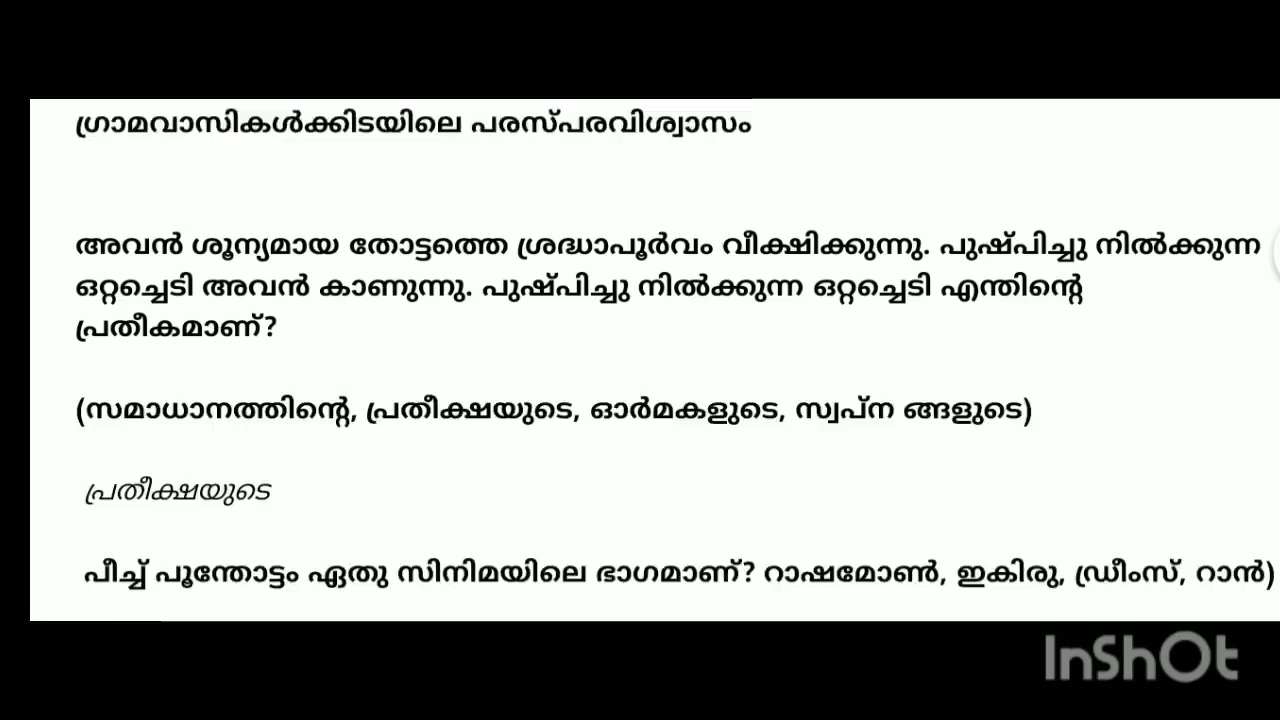 ഗ്രാമവാസികൾക്കിടയിലെ പരസ്പരവിശ്വാസം
അവൻ ശൂന്യമായ തോട്ടത്തെ ശ്രദ്ധാപൂർവം വീക്ഷിക്കുന്നു. പുഷ്പിച്ചു നിൽക്കുന്ന
ഒറ്റച്ചെടി അവൻ കാണുന്നു. പുഷ്പിച്ചു നിൽക്കുന്ന ഒറ്റച്ചെടി എന്തിന്റെ
പ്രതീകമാണ്?
(സമാധാനത്തിന്റെ, പ്രതീക്ഷയുടെ, ഓർമകളുടെ, സ്വപ്ന ങ്ങളുടെ)
പ്രതീക്ഷയുടെ
പീച്ച് പൂന്തോട്ടം ഏതു സിനിമയിലെ ഭാഗമാണ്? റാഷമോൺ, ഇകിരു, ഡ്രീംസ്, റാൻ)
InShOt